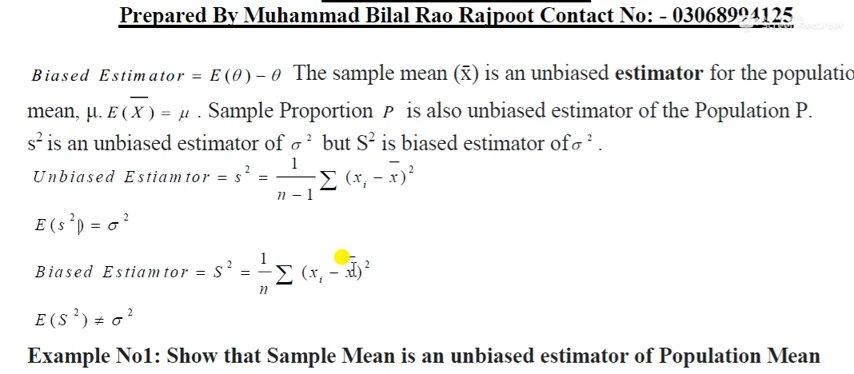 Prepared By Muhammad Bilal Rao Rajpoot Contact No: - 03068994125
Biased Estimator = E(θ) − θ The sample mean (x̄) is an unbiased estimator for the populatio
mean, μ. E(X̄) = μ . Sample Proportion P is also unbiased estimator of the Population P.
s² is an unbiased estimator of σ² but S² is biased estimator of σ².
Unbiased Estiamtor = s² = 1/(n − 1) ∑ (xᵢ − x̄)²
E(s²) = σ²
Biased Estiamtor = S² = 1/n ∑ (xᵢ − x̄)²
E(S²) ≠ σ²
Example No1: Show that Sample Mean is an unbiased estimator of Population Mean